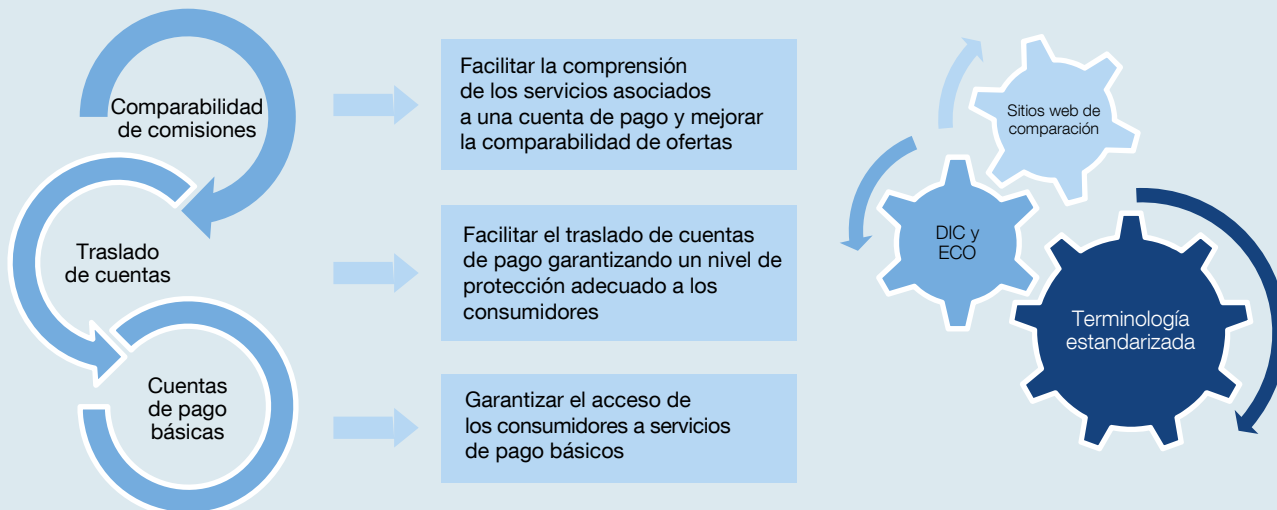 Comparabilidad
de comisiones
Facilitar la comprensión
de los servicios asociados
a una cuenta de pago y mejorar
la comparabilidad de ofertas
Traslado
de cuentas
Facilitar el traslado de cuentas
de pago garantizando un nivel de
protección adecuado a los
consumidores
Cuentas
de pago
básicas
Garantizar el acceso de
los consumidores a servicios
de pago básicos
Sitios web de
comparación
DIC y
ECO
Terminología
estandarizada